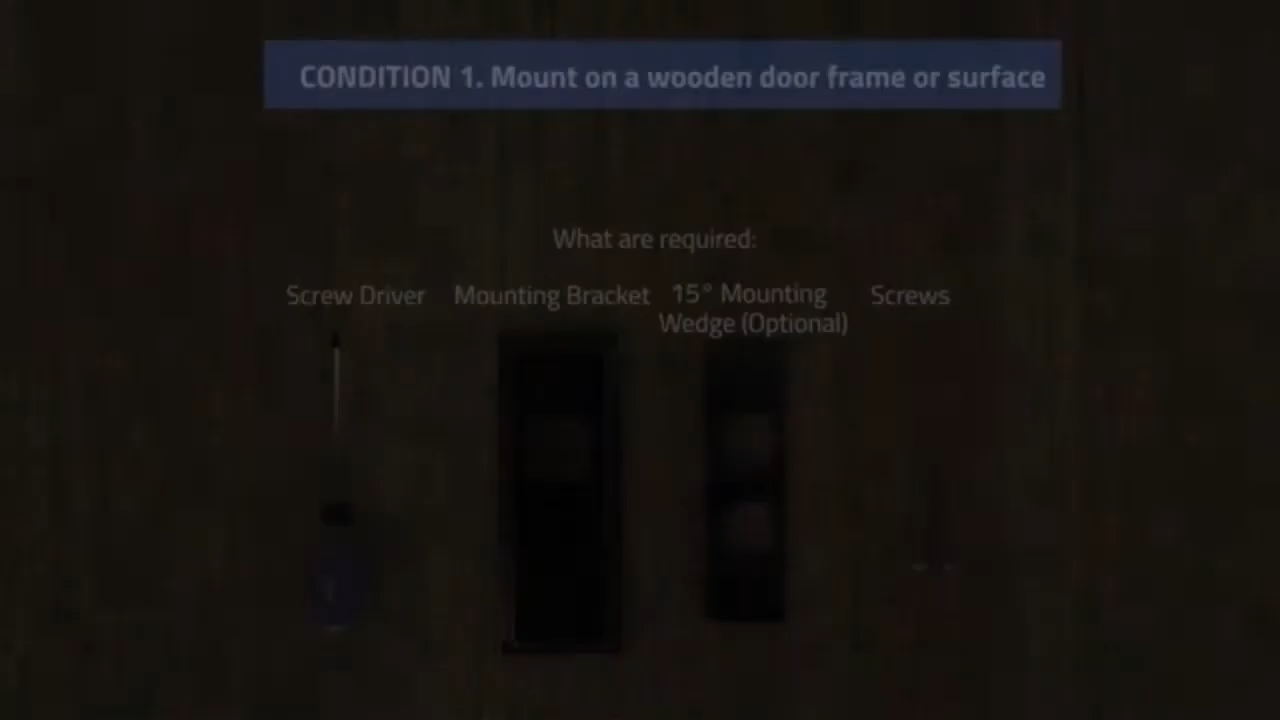 CONDITION 1. Mount on a wooden door frame or surface
What are required:
Screw Driver
Mounting Bracket
15° Mounting
Wedge (Optional)
Screws